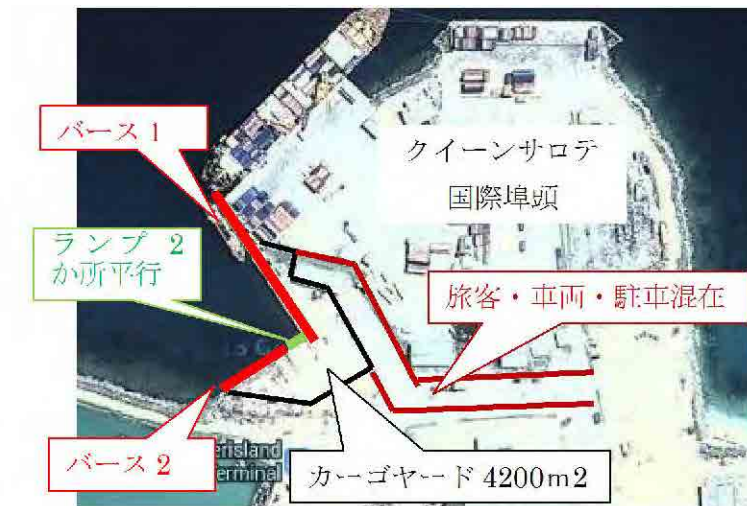 バース 1
クイーンサロテ
国際埠頭
ランプ 2
か所平行
旅客・車両・駐車混在
バース 2
erisland
erminal
カーゴヤード 4200m2